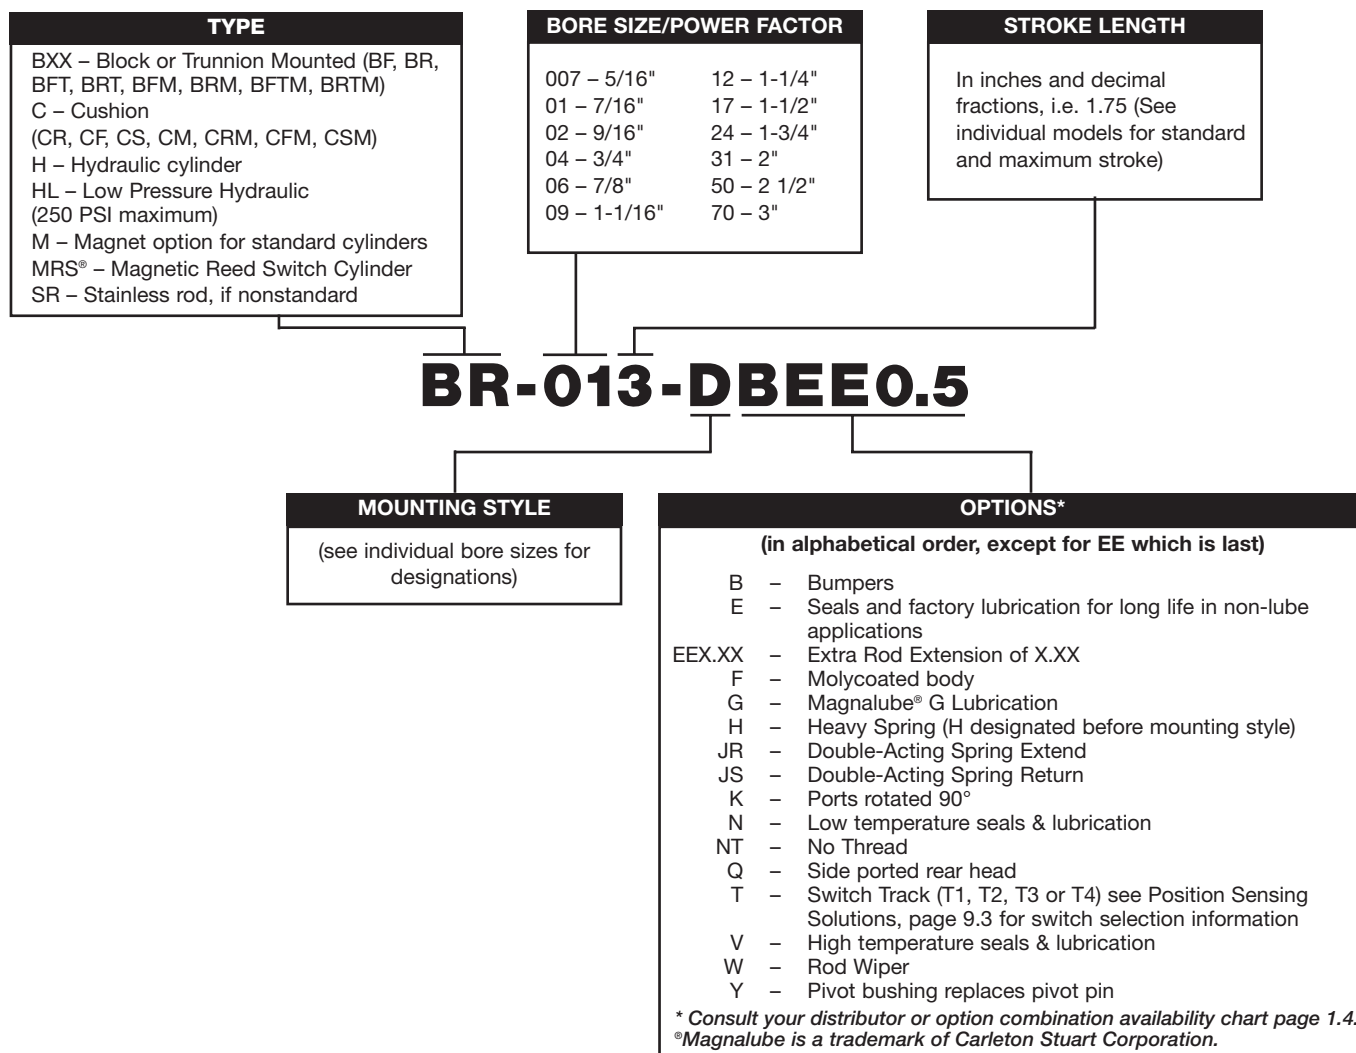 TYPE
BXX – Block or Trunnion Mounted (BF, BR,
BFT, BRT, BFM, BRM, BFTM, BRTM)
C – Cushion
(CR, CF, CS, CM, CRM, CFM, CSM)
H – Hydraulic cylinder
HL – Low Pressure Hydraulic
(250 PSI maximum)
M – Magnet option for standard cylinders
MRS® – Magnetic Reed Switch Cylinder
SR – Stainless rod, if nonstandard
BORE SIZE/POWER FACTOR
007 – 5/16" 12 – 1-1/4"
01 – 7/16" 17 – 1-1/2"
02 – 9/16" 24 – 1-3/4"
04 – 3/4" 31 – 2"
06 – 7/8" 50 – 2 1/2"
09 – 1-1/16" 70 – 3"
STROKE LENGTH
In inches and decimal
fractions, i.e. 1.75 (See
individual models for standard
and maximum stroke)
BR-013-DBEE0.5
MOUNTING STYLE
(see individual bore sizes for
designations)
OPTIONS*
(in alphabetical order, except for EE which is last)
B – Bumpers
E – Seals and factory lubrication for long life in non-lube
applications
EEX.XX – Extra Rod Extension of X.XX
F – Molycoated body
G – Magnalube® G Lubrication
H – Heavy Spring (H designated before mounting style)
JR – Double-Acting Spring Extend
JS – Double-Acting Spring Return
K – Ports rotated 90°
N – Low temperature seals & lubrication
NT – No Thread
Q – Side ported rear head
T – Switch Track (T1, T2, T3 or T4) see Position Sensing
Solutions, page 9.3 for switch selection information
V – High temperature seals & lubrication
W – Rod Wiper
Y – Pivot bushing replaces pivot pin
* Consult your distributor or option combination availability chart page 1.4.
®Magnalube is a trademark of Carleton Stuart Corporation.